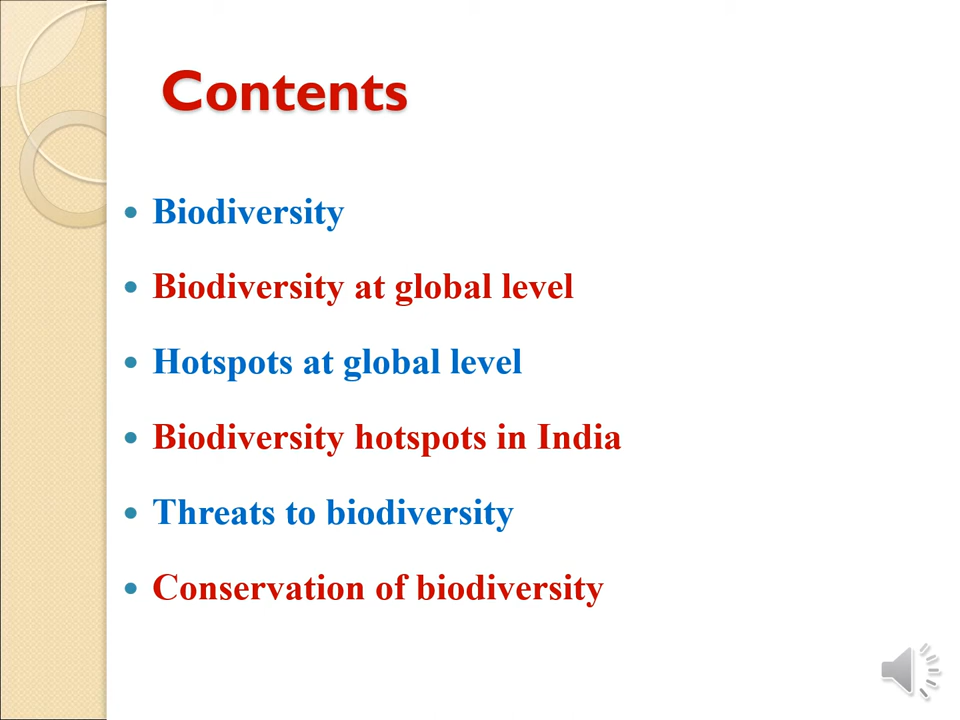 Contents
• Biodiversity
• Biodiversity at global level
• Hotspots at global level
• Biodiversity hotspots in India
• Threats to biodiversity
• Conservation of biodiversity